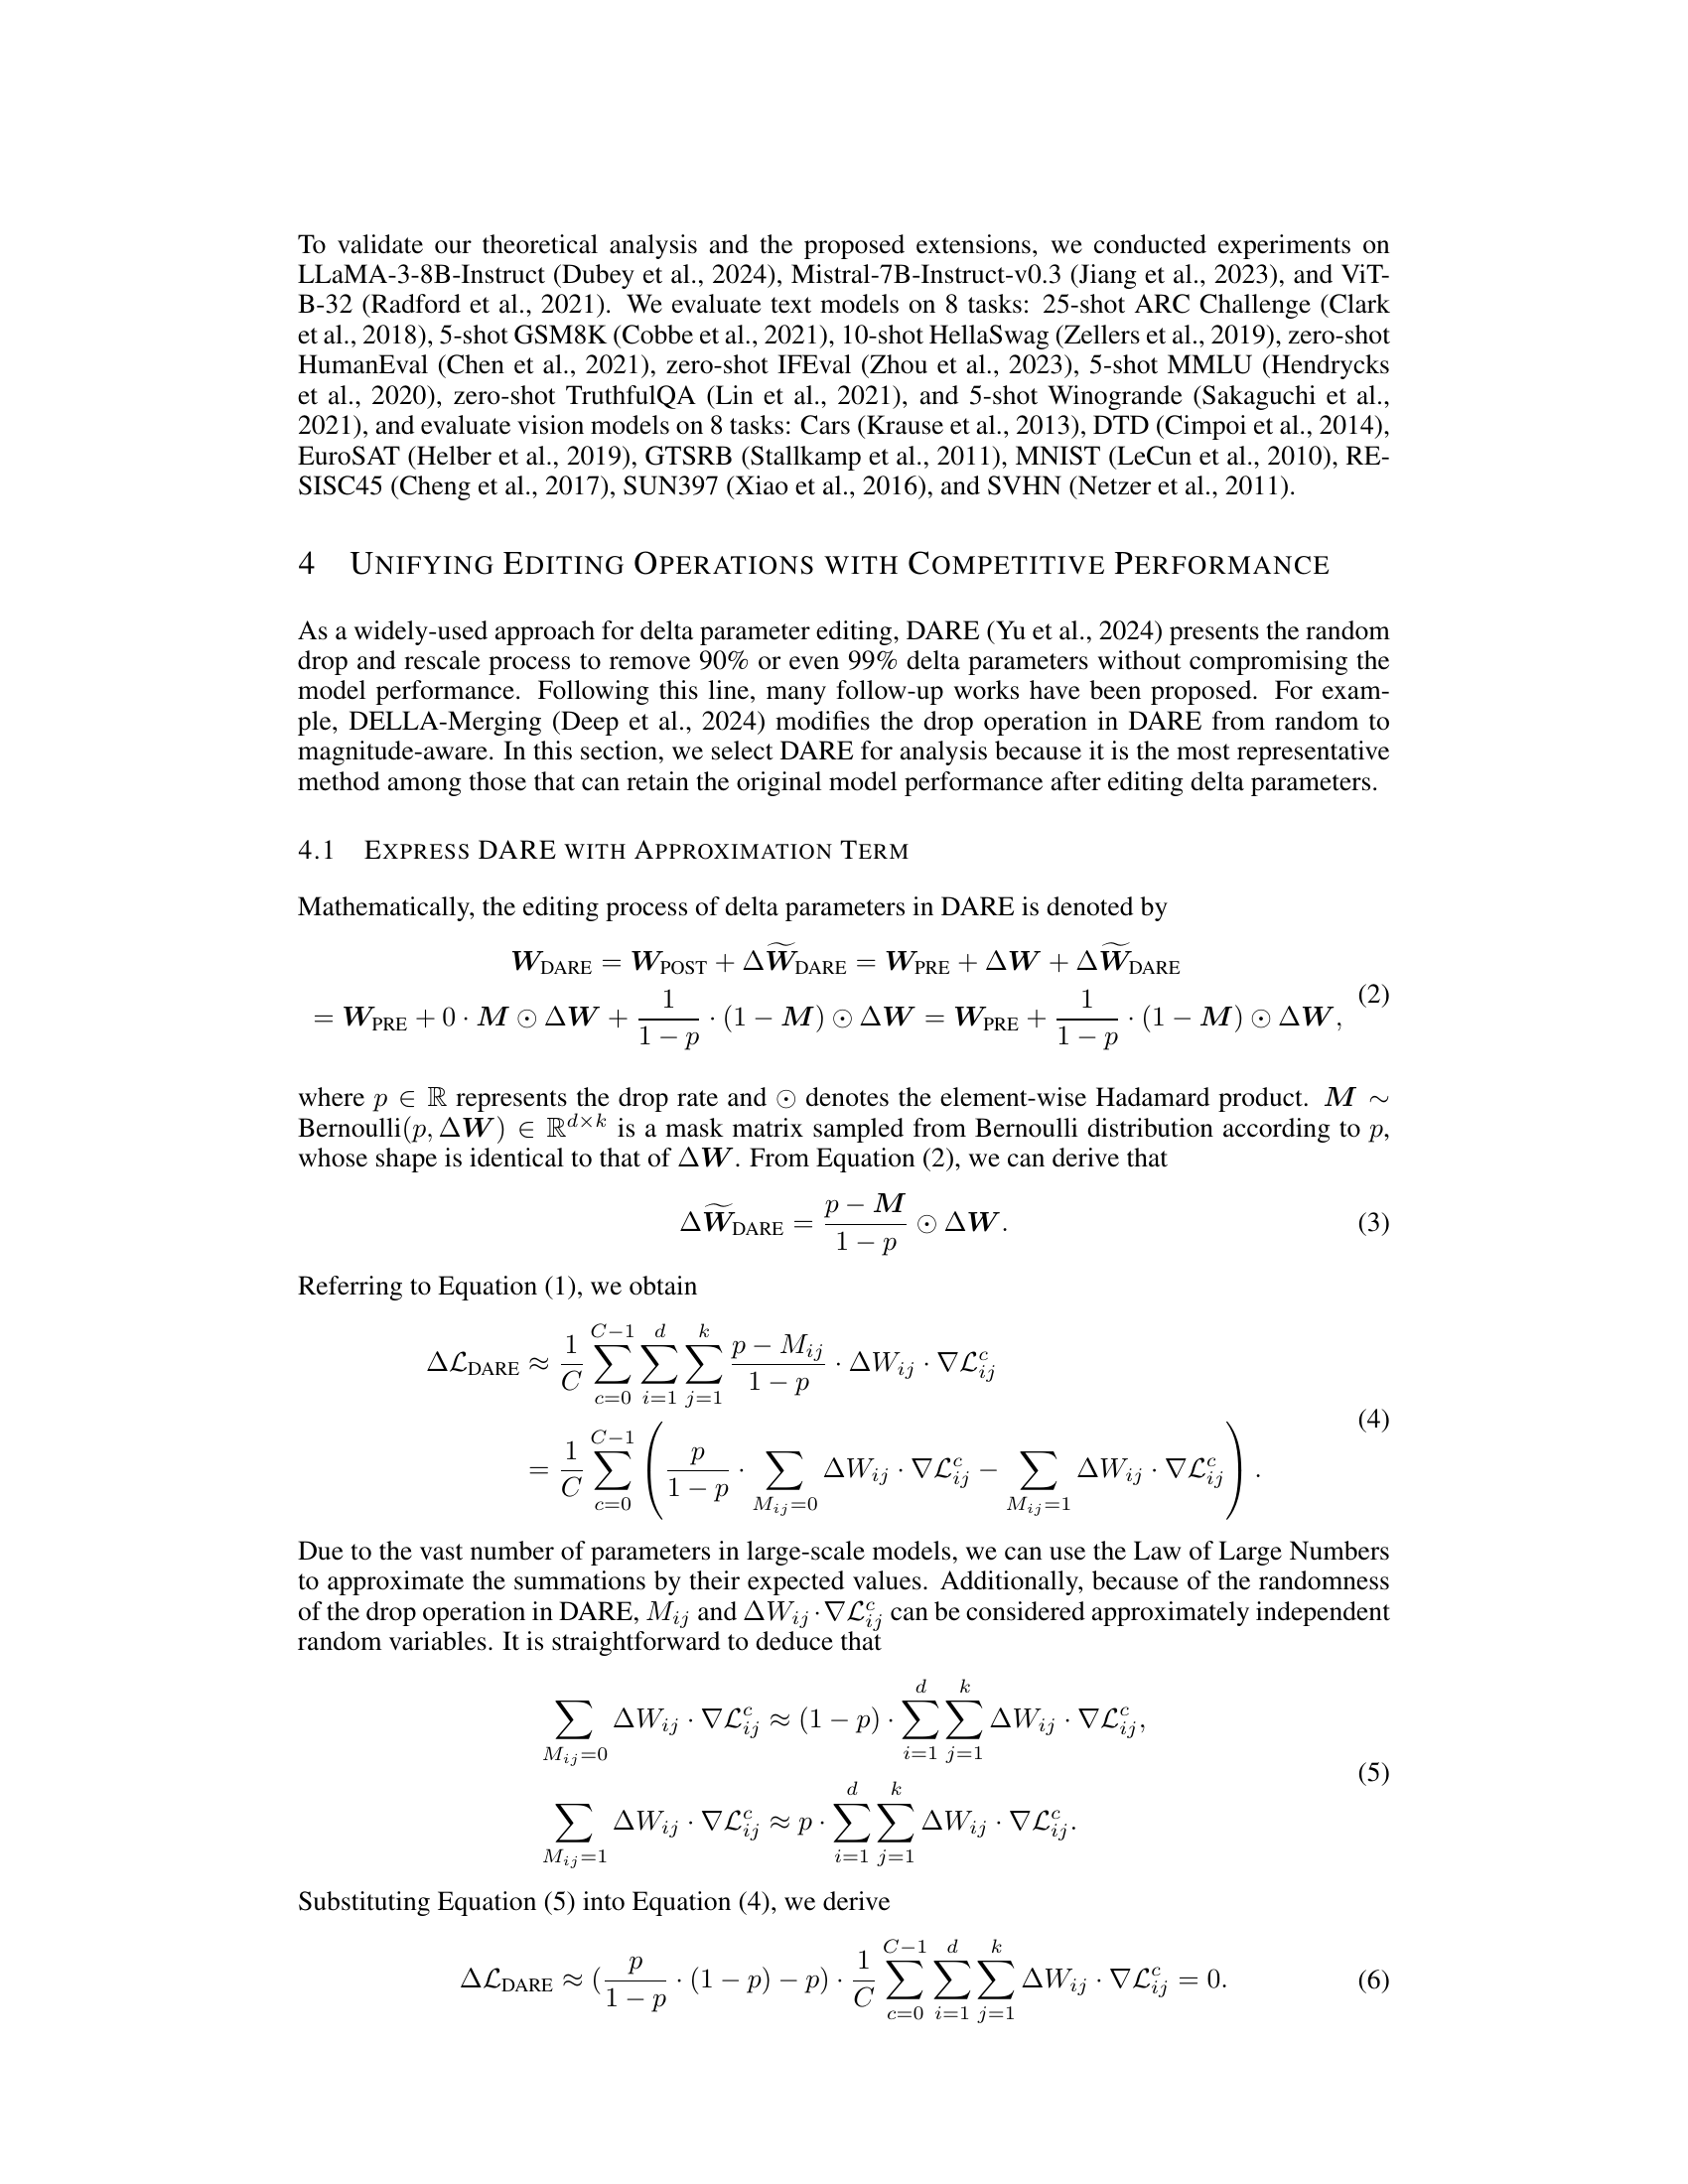 To validate our theoretical analysis and the proposed extensions, we conducted experiments on
LLaMA-3-8B-Instruct (Dubey et al., 2024), Mistral-7B-Instruct-v0.3 (Jiang et al., 2023), and ViT-
B-32 (Radford et al., 2021). We evaluate text models on 8 tasks: 25-shot ARC Challenge (Clark
et al., 2018), 5-shot GSM8K (Cobbe et al., 2021), 10-shot HellaSwag (Zellers et al., 2019), zero-shot
HumanEval (Chen et al., 2021), zero-shot IFEval (Zhou et al., 2023), 5-shot MMLU (Hendrycks
et al., 2020), zero-shot TruthfulQA (Lin et al., 2021), and 5-shot Winogrande (Sakaguchi et al.,
2021), and evaluate vision models on 8 tasks: Cars (Krause et al., 2013), DTD (Cimpoi et al., 2014),
EuroSAT (Helber et al., 2019), GTSRB (Stallkamp et al., 2011), MNIST (LeCun et al., 2010), RE-
SISC45 (Cheng et al., 2017), SUN397 (Xiao et al., 2016), and SVHN (Netzer et al., 2011).
4 UNIFYING EDITING OPERATIONS WITH COMPETITIVE PERFORMANCE
As a widely-used approach for delta parameter editing, DARE (Yu et al., 2024) presents the random
drop and rescale process to remove 90% or even 99% delta parameters without compromising the
model performance. Following this line, many follow-up works have been proposed. For exam-
ple, DELLA-Merging (Deep et al., 2024) modifies the drop operation in DARE from random to
magnitude-aware. In this section, we select DARE for analysis because it is the most representative
method among those that can retain the original model performance after editing delta parameters.
4.1 EXPRESS DARE WITH APPROXIMATION TERM
Mathematically, the editing process of delta parameters in DARE is denoted by
$\boldsymbol{W}_{\text{DARE}} = \boldsymbol{W}_{\text{POST}} + \Delta\widetilde{\boldsymbol{W}}_{\text{DARE}} = \boldsymbol{W}_{\text{PRE}} + \Delta\boldsymbol{W} + \Delta\widetilde{\boldsymbol{W}}_{\text{DARE}}$
$= \boldsymbol{W}_{\text{PRE}} + 0 \cdot \boldsymbol{M} \odot \Delta\boldsymbol{W} + \frac{1}{1-p} \cdot (1 - \boldsymbol{M}) \odot \Delta\boldsymbol{W} = \boldsymbol{W}_{\text{PRE}} + \frac{1}{1-p} \cdot (1 - \boldsymbol{M}) \odot \Delta\boldsymbol{W},$ (2)
where $p \in \mathbb{R}$ represents the drop rate and $\odot$ denotes the element-wise Hadamard product. $\boldsymbol{M} \sim$
Bernoulli$(p, \Delta\boldsymbol{W}) \in \mathbb{R}^{d \times k}$ is a mask matrix sampled from Bernoulli distribution according to $p$,
whose shape is identical to that of $\Delta\boldsymbol{W}$. From Equation (2), we can derive that
$\Delta\widetilde{\boldsymbol{W}}_{\text{DARE}} = \frac{p - \boldsymbol{M}}{1-p} \odot \Delta\boldsymbol{W}.$ (3)
Referring to Equation (1), we obtain
$\Delta\mathcal{L}_{\text{DARE}} \approx \frac{1}{C} \sum_{c=0}^{C-1} \sum_{i=1}^{d} \sum_{j=1}^{k} \frac{p - M_{ij}}{1-p} \cdot \Delta W_{ij} \cdot \nabla\mathcal{L}_{ij}^{c}$
$= \frac{1}{C} \sum_{c=0}^{C-1} \left( \frac{p}{1-p} \cdot \sum_{M_{ij}=0} \Delta W_{ij} \cdot \nabla\mathcal{L}_{ij}^{c} - \sum_{M_{ij}=1} \Delta W_{ij} \cdot \nabla\mathcal{L}_{ij}^{c} \right).$ (4)
Due to the vast number of parameters in large-scale models, we can use the Law of Large Numbers
to approximate the summations by their expected values. Additionally, because of the randomness
of the drop operation in DARE, $M_{ij}$ and $\Delta W_{ij} \cdot \nabla\mathcal{L}_{ij}^{c}$ can be considered approximately independent
random variables. It is straightforward to deduce that
$\sum_{M_{ij}=0} \Delta W_{ij} \cdot \nabla\mathcal{L}_{ij}^{c} \approx (1 - p) \cdot \sum_{i=1}^{d} \sum_{j=1}^{k} \Delta W_{ij} \cdot \nabla\mathcal{L}_{ij}^{c},$
$\sum_{M_{ij}=1} \Delta W_{ij} \cdot \nabla\mathcal{L}_{ij}^{c} \approx p \cdot \sum_{i=1}^{d} \sum_{j=1}^{k} \Delta W_{ij} \cdot \nabla\mathcal{L}_{ij}^{c}.$ (5)
Substituting Equation (5) into Equation (4), we derive
$\Delta\mathcal{L}_{\text{DARE}} \approx (\frac{p}{1-p} \cdot (1 - p) - p) \cdot \frac{1}{C} \sum_{c=0}^{C-1} \sum_{i=1}^{d} \sum_{j=1}^{k} \Delta W_{ij} \cdot \nabla\mathcal{L}_{ij}^{c} = 0.$ (6)